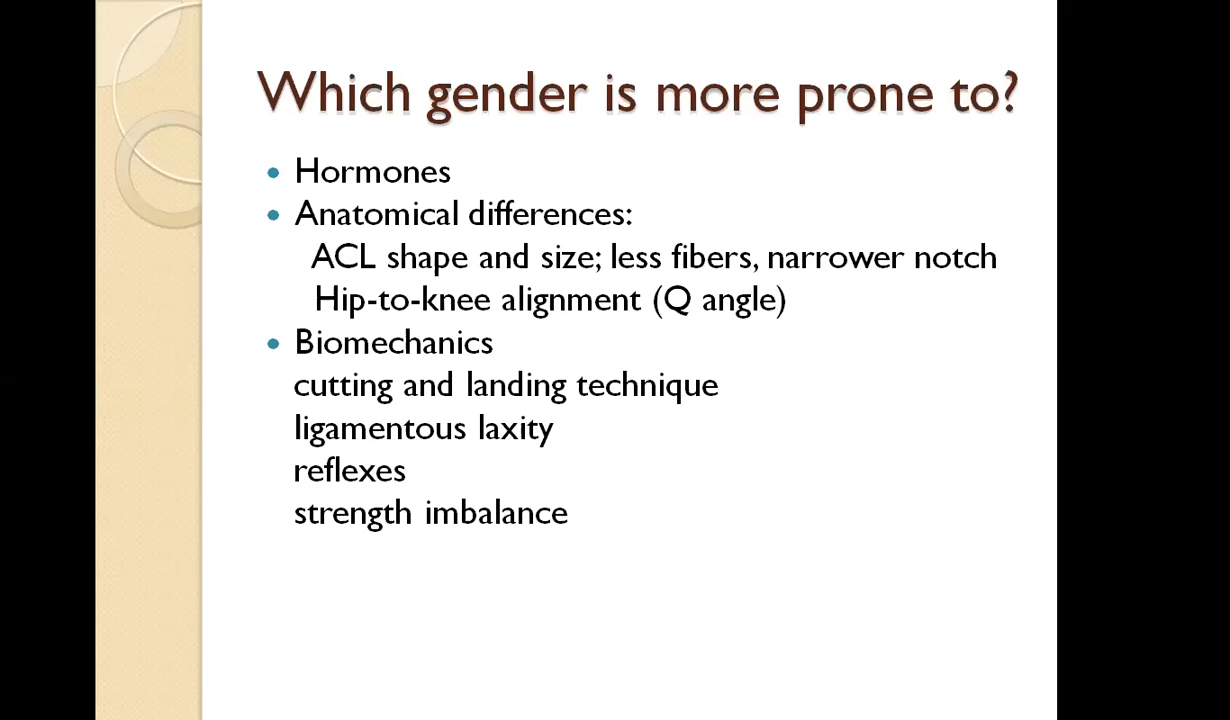 Which gender is more prone to?
• Hormones
• Anatomical differences:
ACL shape and size; less fibers, narrower notch
Hip-to-knee alignment (Q angle)
• Biomechanics
cutting and landing technique
ligamentous laxity
reflexes
strength imbalance